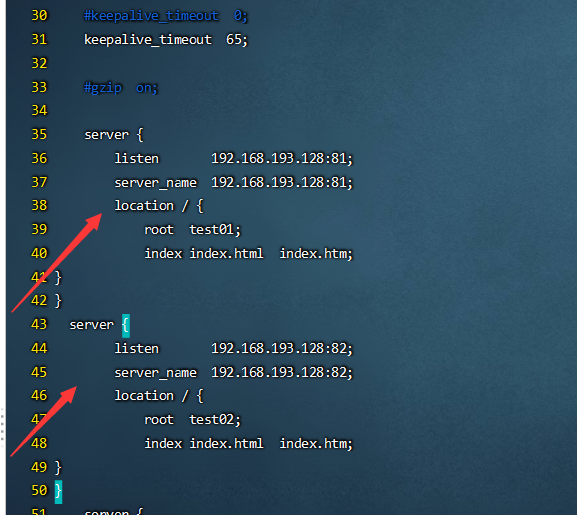 30 #keepalive_timeout 0;
31 keepalive_timeout 65;
32
33 #gzip on;
34
35 server {
36 listen 192.168.193.128:81;
37 server_name 192.168.193.128:81;
38 location / {
39 root test01;
40 index index.html index.htm;
41 }
42 }
43 server {
44 listen 192.168.193.128:82;
45 server_name 192.168.193.128:82;
46 location / {
47 root test02;
48 index index.html index.htm;
49 }
50 }
51 server {